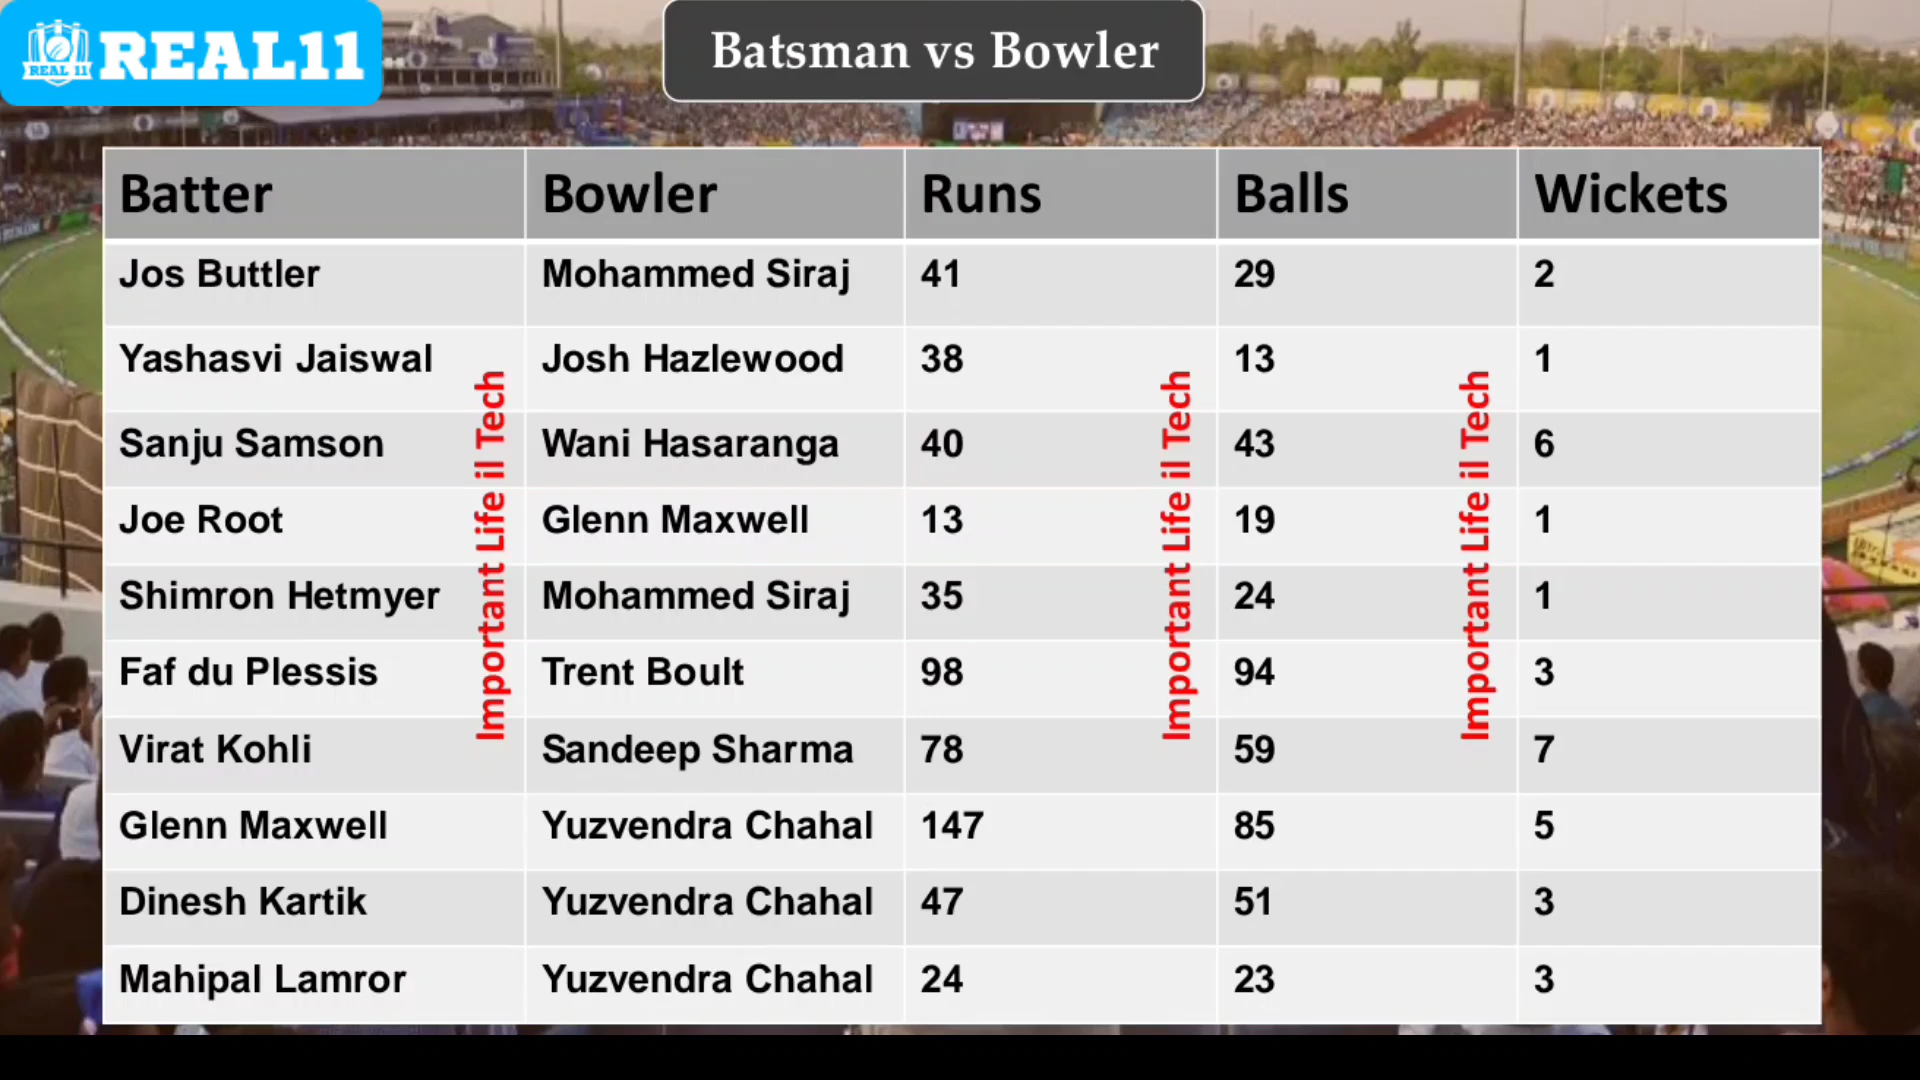 REAL 11 REAL11
Batsman vs Bowler
Batter Bowler Runs Balls Wickets
Jos Buttler Mohammed Siraj 41 29 2
Yashasvi Jaiswal Josh Hazlewood 38 13 1
Sanju Samson Wani Hasaranga 40 43 6
Joe Root Glenn Maxwell 13 19 1
Shimron Hetmyer Mohammed Siraj 35 24 1
Faf du Plessis Trent Boult 98 94 3
Virat Kohli Sandeep Sharma 78 59 7
Glenn Maxwell Yuzvendra Chahal 147 85 5
Dinesh Kartik Yuzvendra Chahal 47 51 3
Mahipal Lamror Yuzvendra Chahal 24 23 3
Important Life il Tech
Important Life il Tech
Important Life il Tech